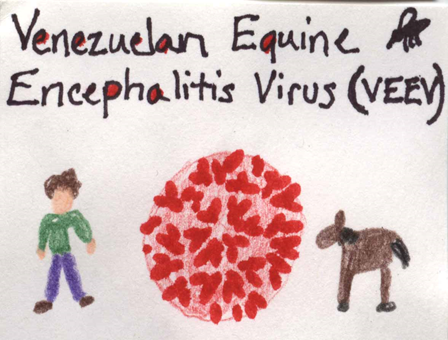 Venezuelan Equine
Encephalitis Virus (VEEV)